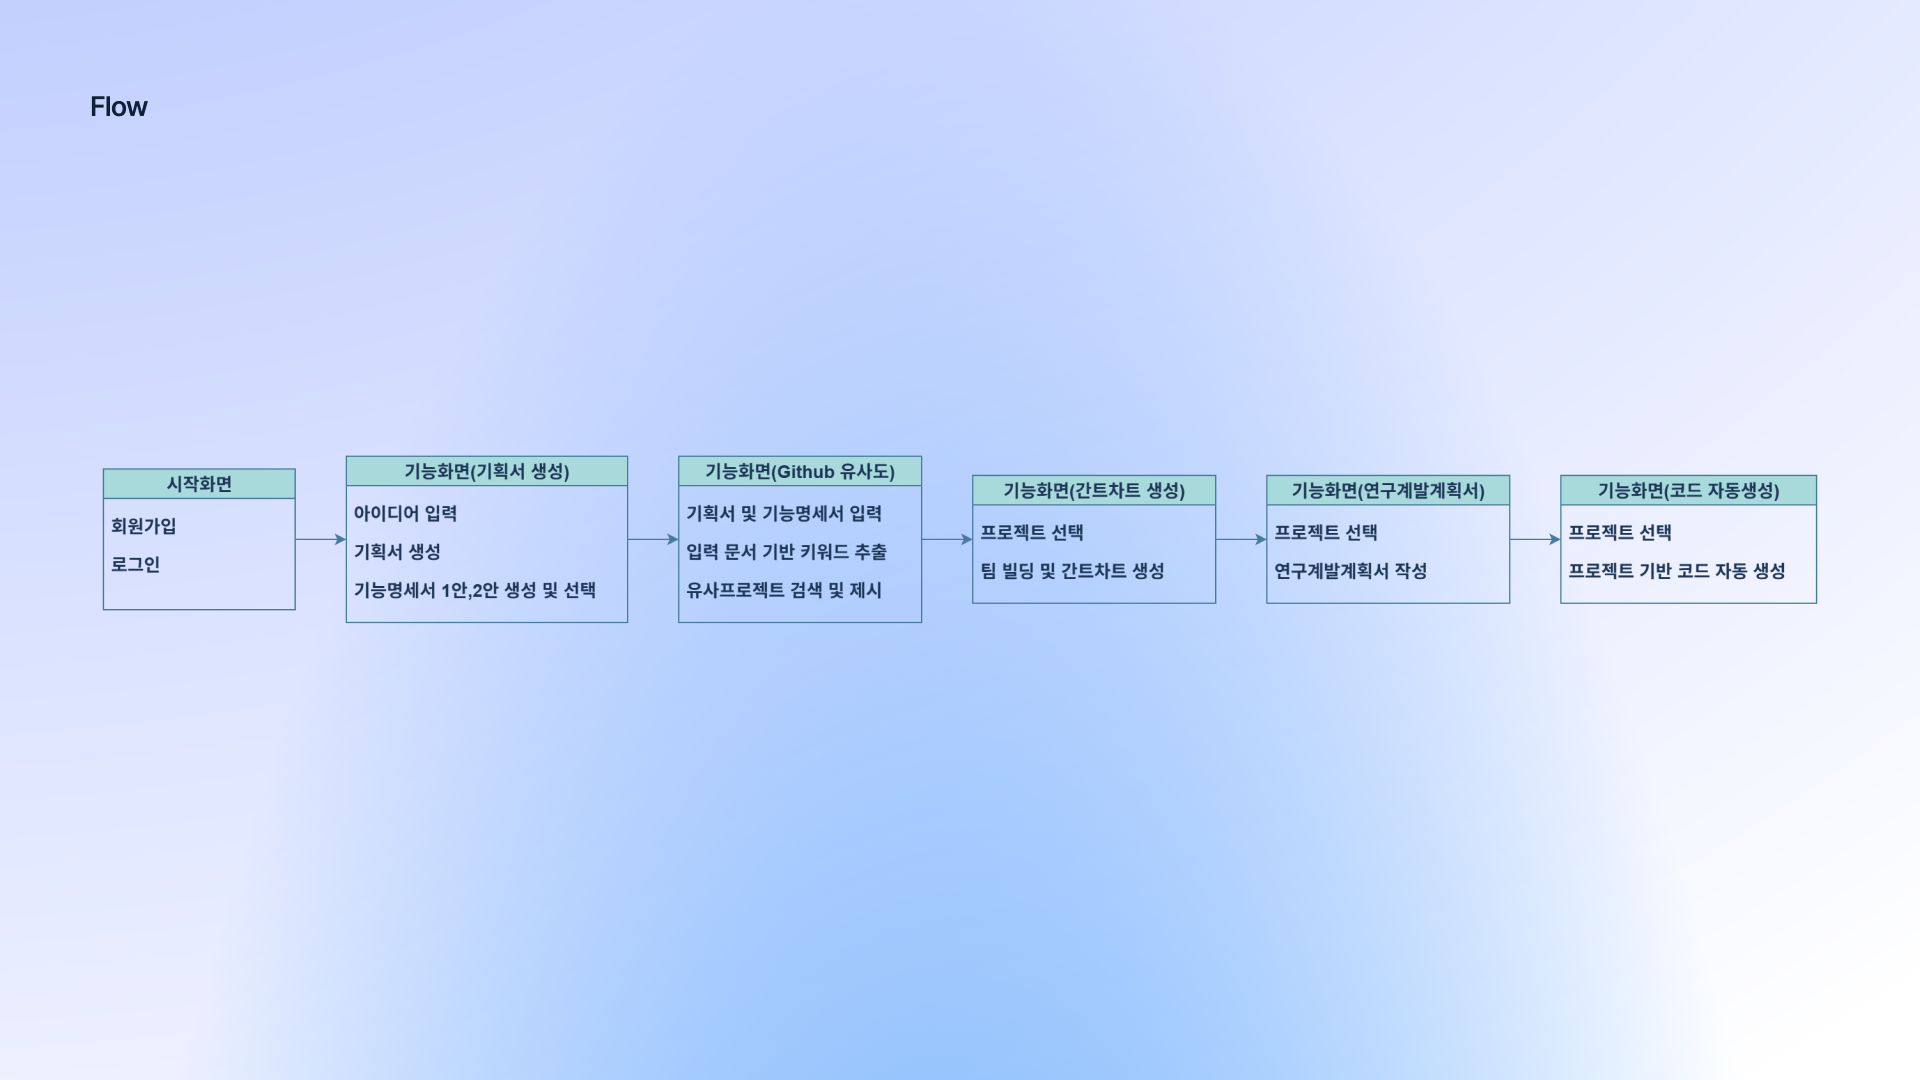 Flow
시작화면
회원가입
로그인
기능화면(기획서 생성)
아이디어 입력
기획서 생성
기능명세서 1안,2안 생성 및 선택
기능화면(Github 유사도)
기획서 및 기능명세서 입력
입력 문서 기반 키워드 추출
유사프로젝트 검색 및 제시
기능화면(간트차트 생성)
프로젝트 선택
팀 빌딩 및 간트차트 생성
기능화면(연구계발계획서)
프로젝트 선택
연구계발계획서 작성
기능화면(코드 자동생성)
프로젝트 선택
프로젝트 기반 코드 자동 생성